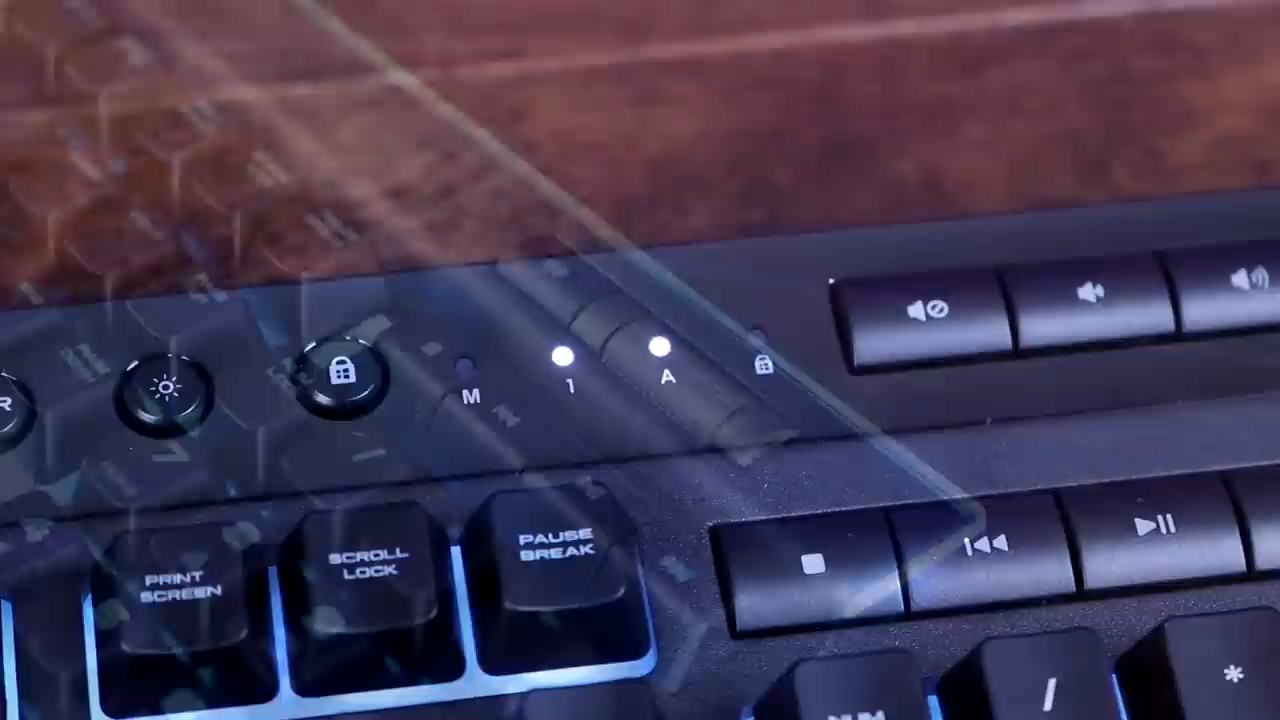 R
M
1
A
PRINT
SCREEN
SCROLL
LOCK
PAUSE
BREAK
/
*